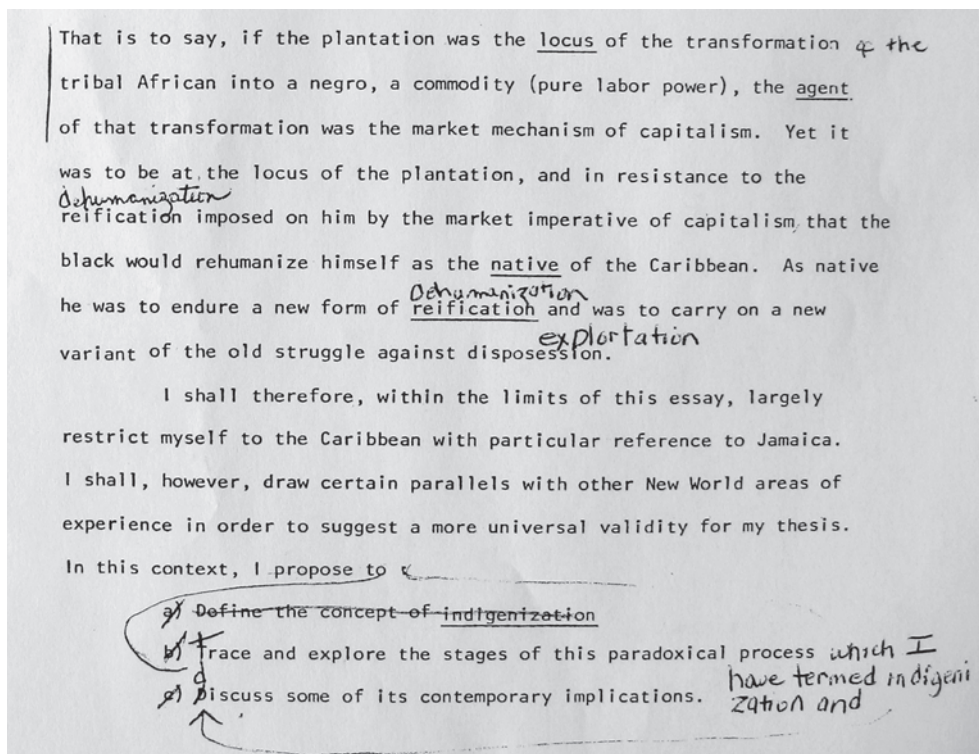 That is to say, if the plantation was the locus of the transformation of the
tribal African into a negro, a commodity (pure labor power), the agent
of that transformation was the market mechanism of capitalism. Yet it
was to be at the locus of the plantation, and in resistance to the
dehumanization
reification imposed on him by the market imperative of capitalism, that the
black would rehumanize himself as the native of the Caribbean. As native
Dehumanization
he was to endure a new form of reification and was to carry on a new
explortation
variant of the old struggle against disposession.
I shall therefore, within the limits of this essay, largely
restrict myself to the Caribbean with particular reference to Jamaica.
I shall, however, draw certain parallels with other New World areas of
experience in order to suggest a more universal validity for my thesis.
In this context, I propose to
a) Define the concept of indigenization
b) trace and explore the stages of this paradoxical process which I
have termed indigeni
c) discuss some of its contemporary implications.
zation and